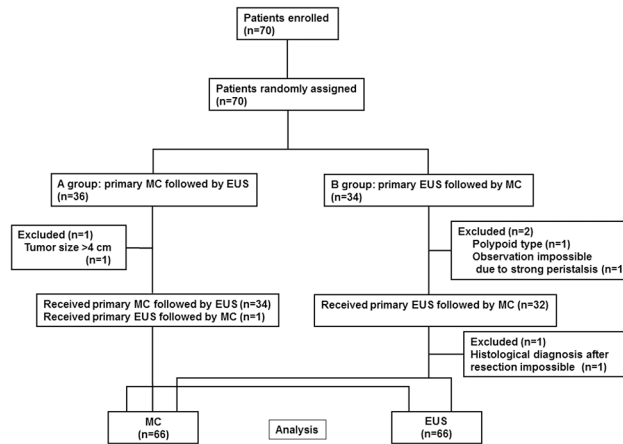 Patients enrolled
(n=70)
Patients randomly assigned
(n=70)
A group: primary MC followed by EUS
(n=36)
B group: primary EUS followed by MC
(n=34)
Excluded (n=1)
Tumor size >4 cm
(n=1)
Excluded (n=2)
Polypoid type (n=1)
Observation impossible
due to strong peristalsis (n=1
Received primary MC followed by EUS (n=34)
Received primary EUS followed by MC (n=1)
Received primary EUS followed by MC (n=32)
Excluded (n=1)
Histological diagnosis after
resection impossible (n=1)
MC
(n=66)
Analysis
EUS
(n=66)